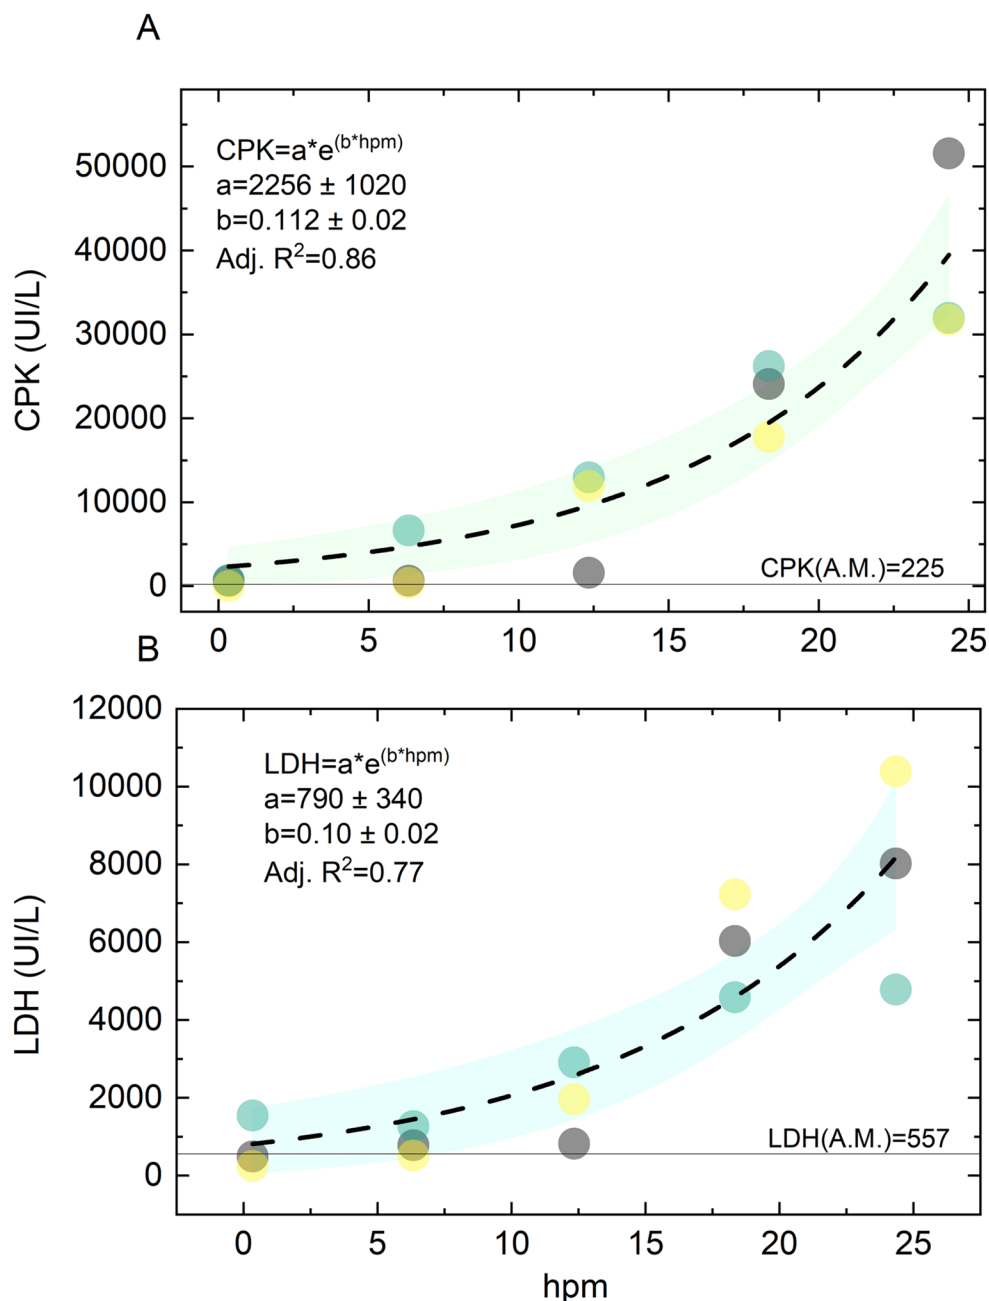 A
CPK=a*e(b*hpm)
a=2256 ± 1020
b=0.112 ± 0.02
Adj. R2=0.86
CPK (UI/L)
50000
40000
30000
20000
10000
0
CPK(A.M.)=225
0 5 10 15 20 25
B
LDH=a*e(b*hpm)
a=790 ± 340
b=0.10 ± 0.02
Adj. R2=0.77
LDH (UI/L)
12000
10000
8000
6000
4000
2000
0
LDH(A.M.)=557
0 5 10 15 20 25
hpm